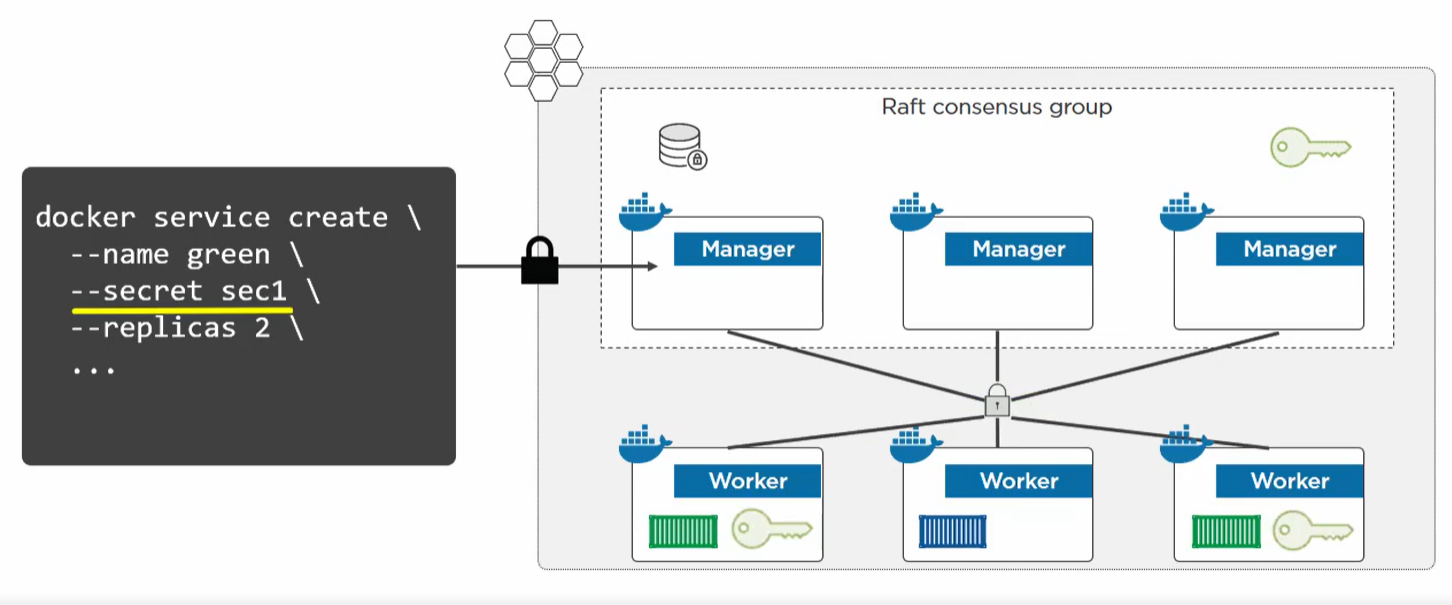 Raft consensus group
docker service create \
--name green \
--secret sec1 \
--replicas 2 \
...
Manager
Manager
Manager
Worker
Worker
Worker